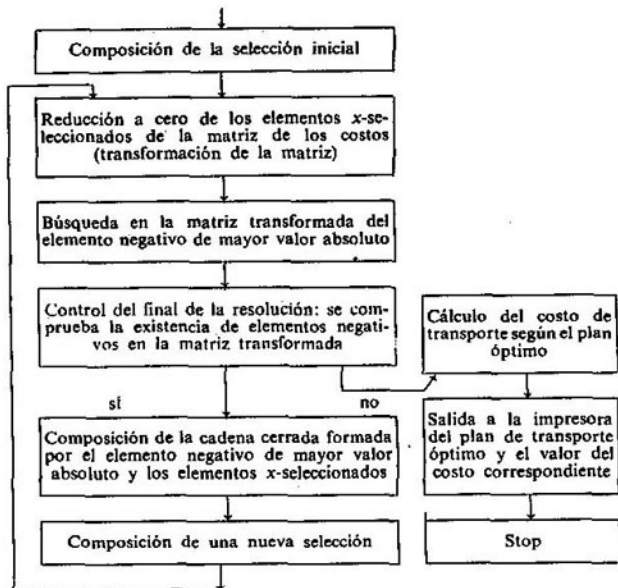 Composición de la selección inicial
Reducción a cero de los elementos x-se-
leccionados de la matriz de los costos
(transformación de la matriz)
Búsqueda en la matriz transformada del
elemento negativo de mayor valor absoluto
Control del final de la resolución: se com-
prueba la existencia de elementos negati-
vos en la matriz transformada
Cálculo del costo de
transporte según el plan
óptimo
sí
no
Composición de la cadena cerrada formada
por el elemento negativo de mayor valor
absoluto y los elementos x-seleccionados
Salida a la impresora
del plan de transporte
óptimo y el valor del
costo correspondiente
Composición de una nueva selección
Stop